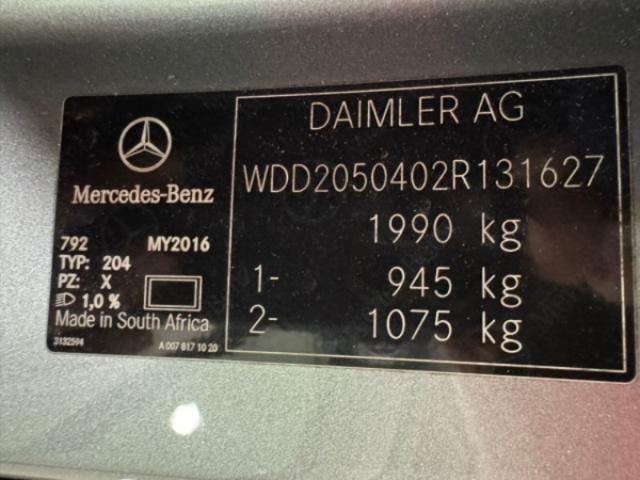 Mercedes-Benz
792 MY2016
TYP: 204
PZ: X
1,0 %
Made in South Africa
3132594 A 007 817 10 20
DAIMLER AG
WDD2050402R131627
1990 kg
1- 945 kg
2- 1075 kg